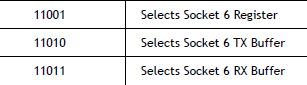 11001 Selects Socket 6 Register
11010 Selects Socket 6 TX Buffer
11011 Selects Socket 6 RX Buffer